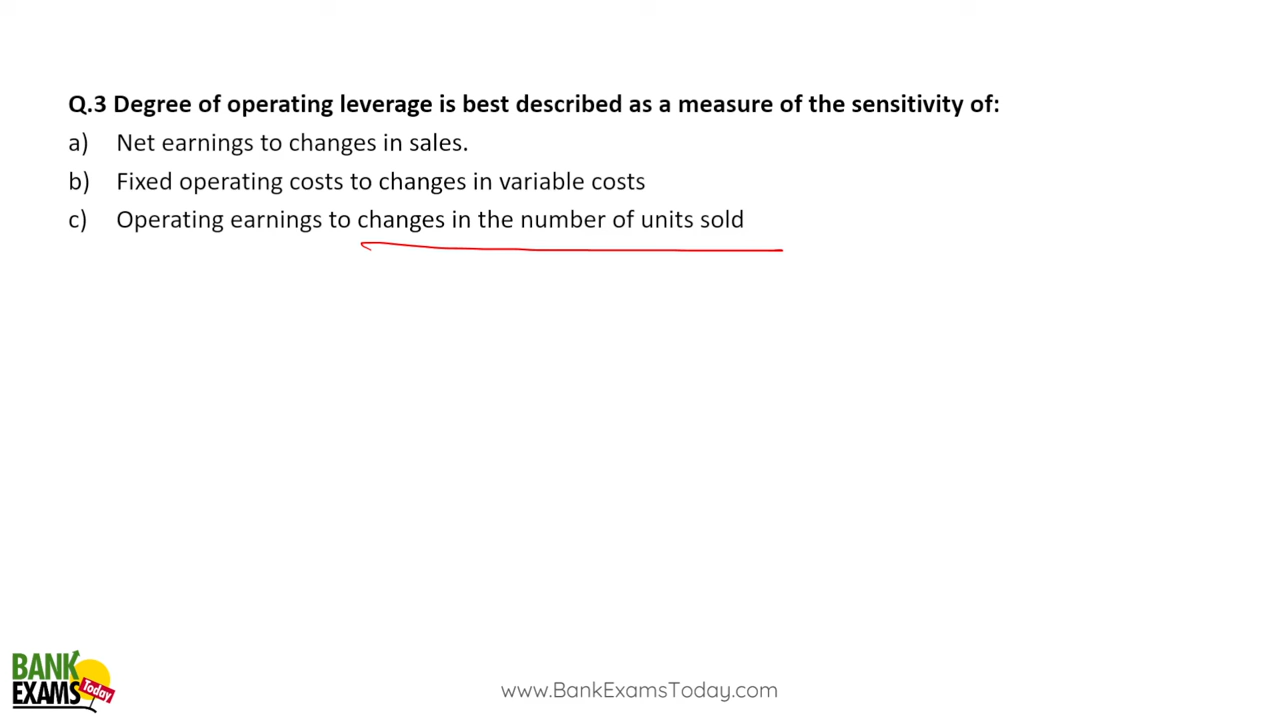 Q.3 Degree of operating leverage is best described as a measure of the sensitivity of:
a) Net earnings to changes in sales.
b) Fixed operating costs to changes in variable costs
c) Operating earnings to changes in the number of units sold
BANK
EXAMS Today
www.BankExamsToday.com